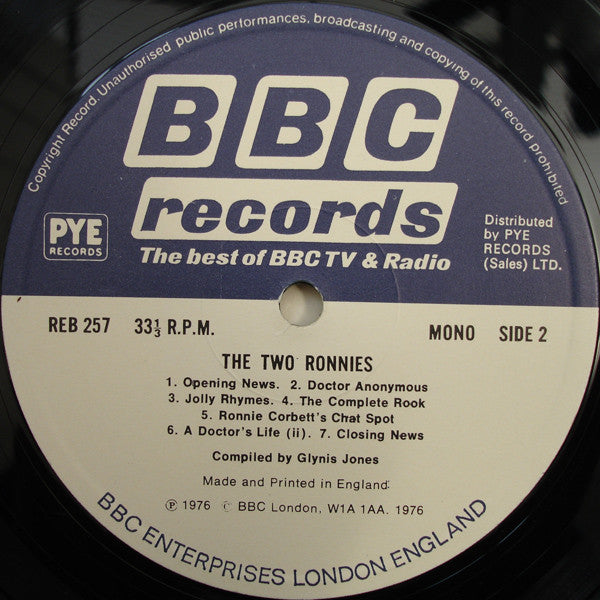 Copyright Record. Unauthorised public performances, broadcasting and copying of this record prohibited
BBC
records
The best of BBC TV & Radio
PYE
RECORDS
Distributed
by PYE
RECORDS
(Sales) LTD.
REB 257 33⅓ R.P.M. MONO SIDE 2
THE TWO RONNIES
1. Opening News. 2. Doctor Anonymous
3. Jolly Rhymes. 4. The Complete Rook
5. Ronnie Corbett's Chat Spot
6. A Doctor's Life (ii). 7. Closing News
Compiled by Glynis Jones
Made and Printed in England
℗ 1976 © BBC London, W1A 1AA. 1976
BBC ENTERPRISES LONDON ENGLAND